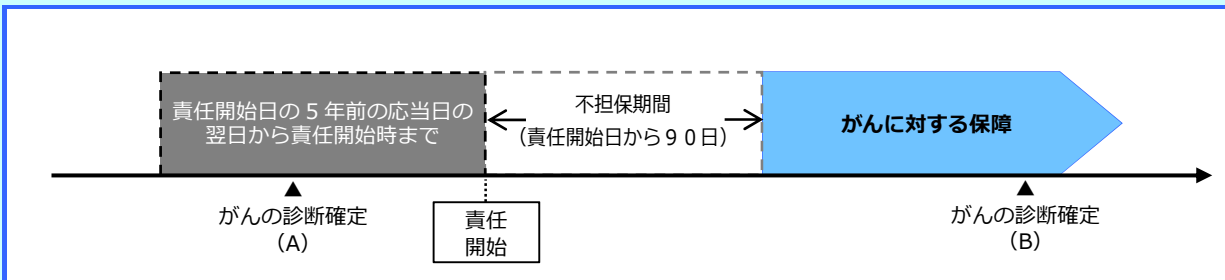 責任開始日の5年前の応当日の
翌日から責任開始時まで
不担保期間
(責任開始日から90日)
がんに対する保障
▲
がんの診断確定
(A)
責任
開始
▲
がんの診断確定
(B)